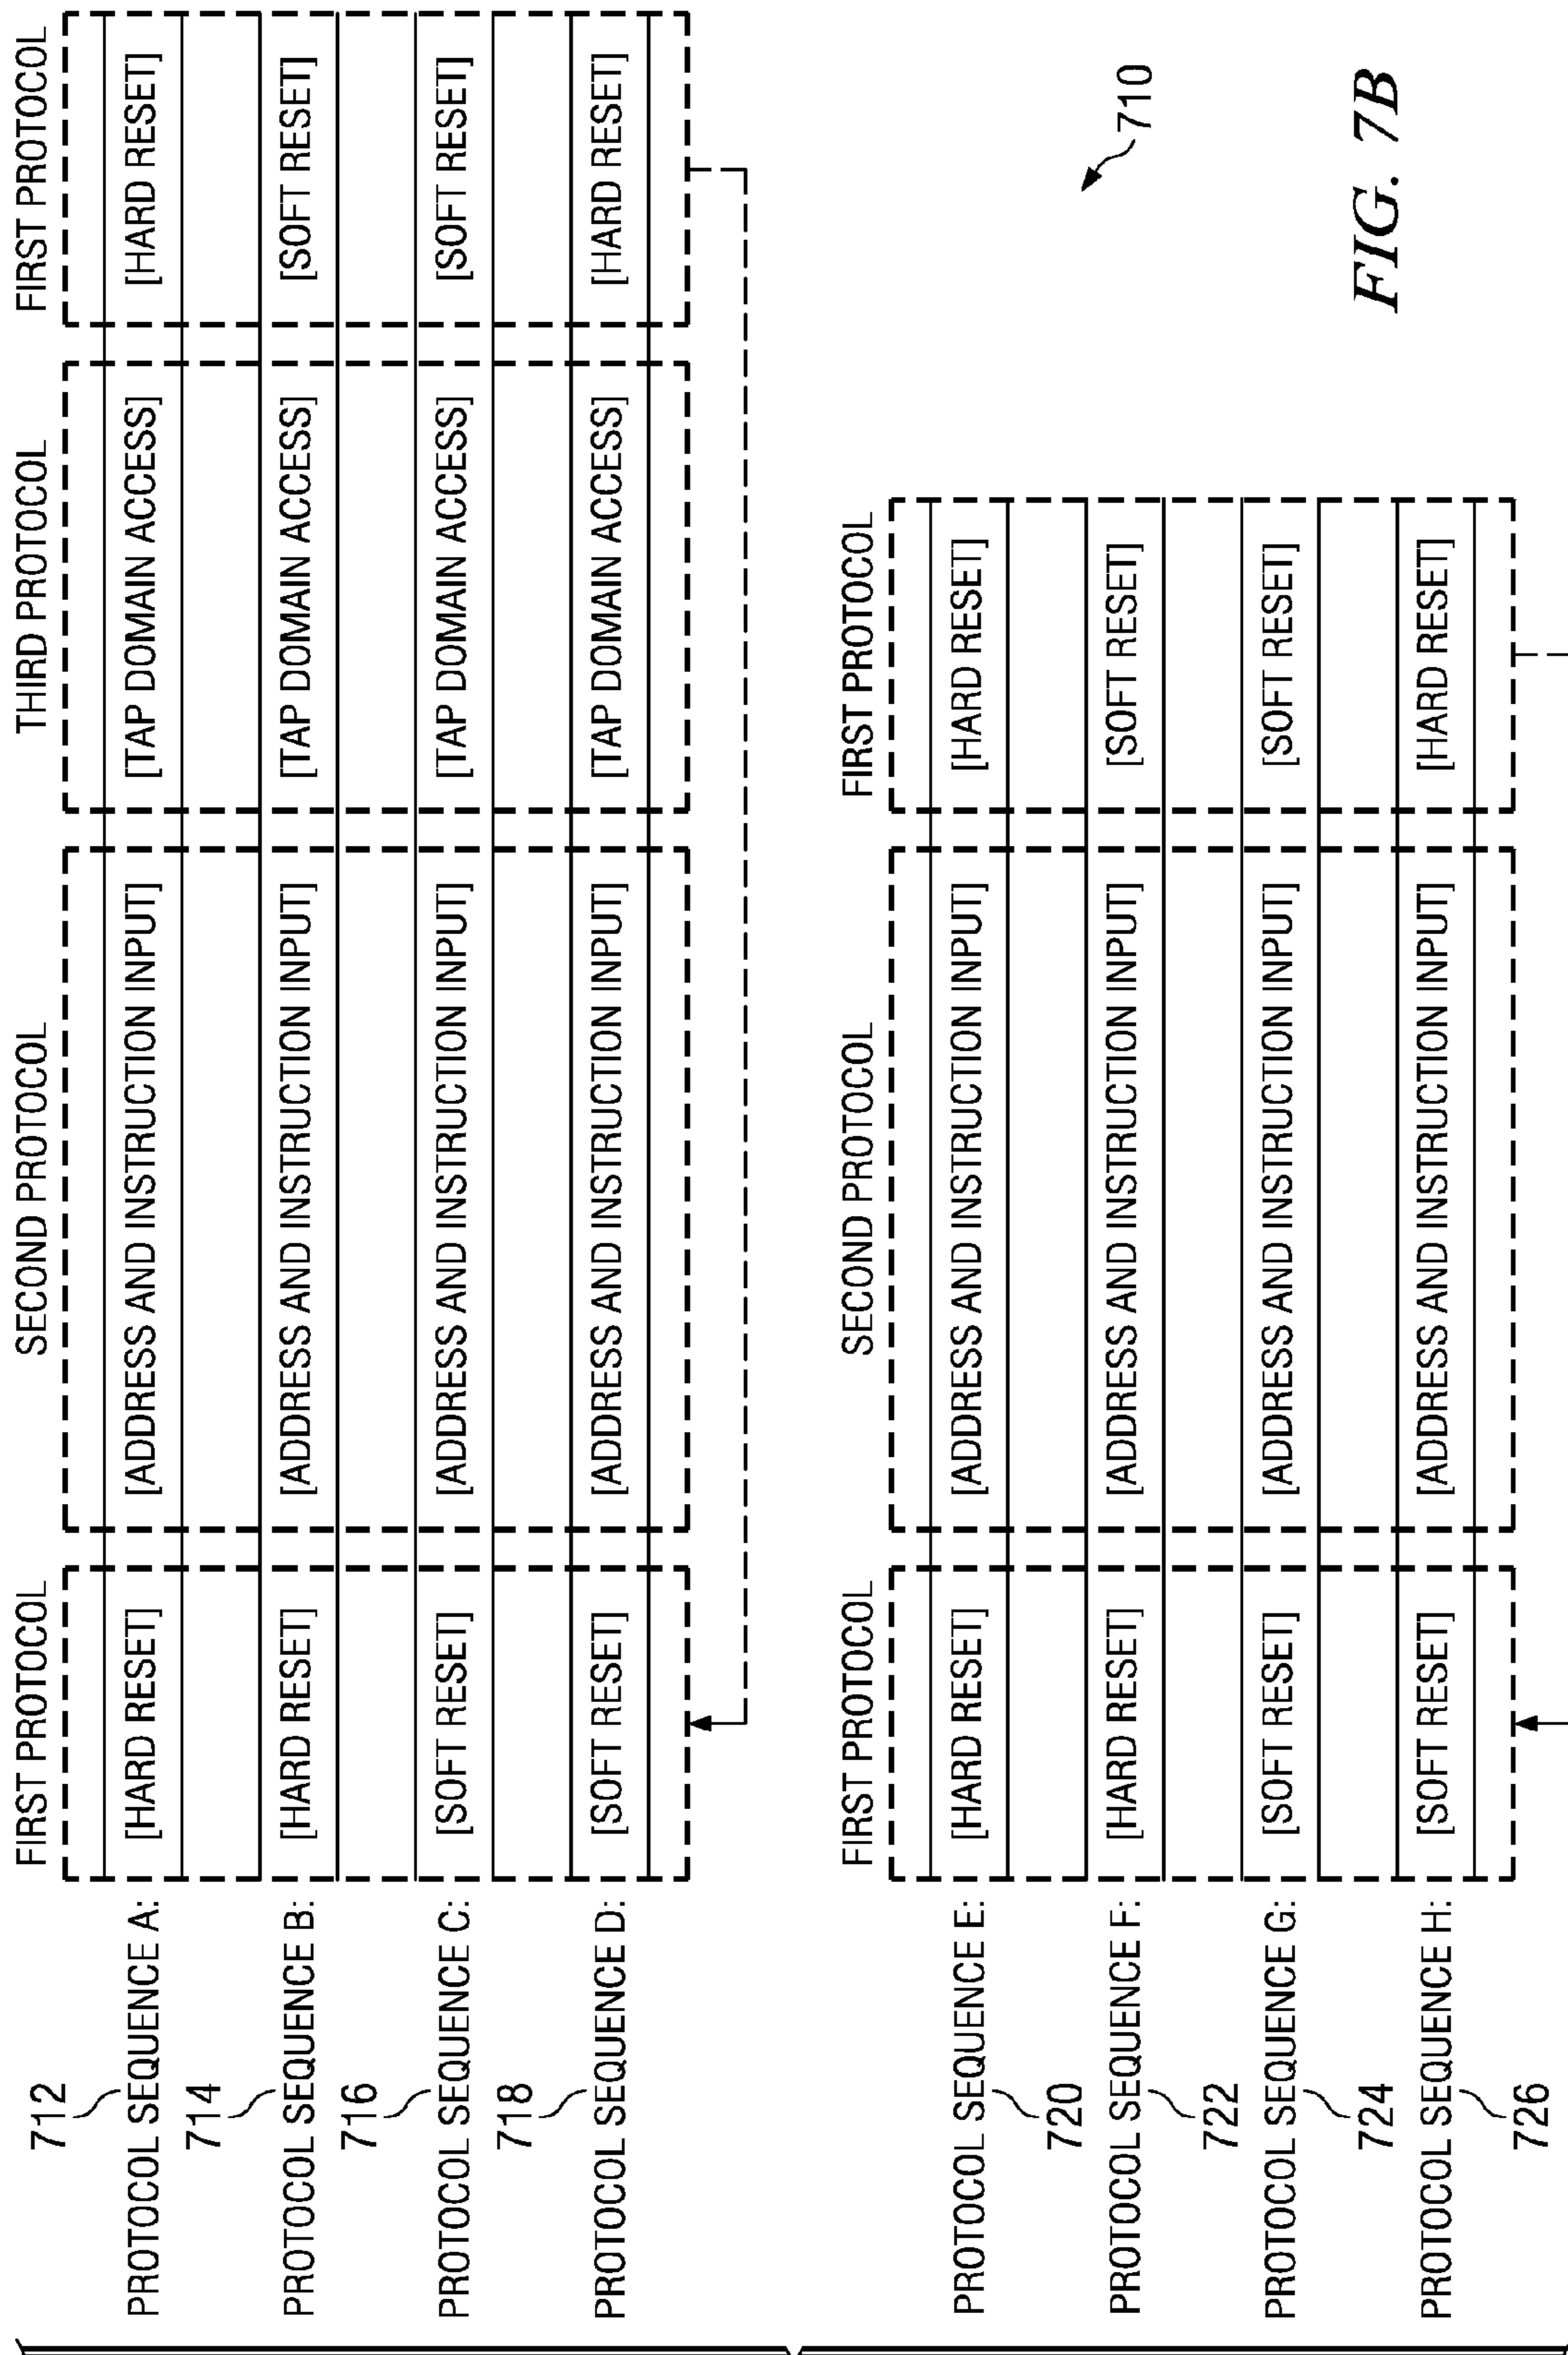 FIRST PROTOCOL SECOND PROTOCOL THIRD PROTOCOL FIRST PROTOCOL
712
PROTOCOL SEQUENCE A: [HARD RESET] [ADDRESS AND INSTRUCTION INPUT] [TAP DOMAIN ACCESS] [HARD RESET]
714
PROTOCOL SEQUENCE B: [HARD RESET] [ADDRESS AND INSTRUCTION INPUT] [TAP DOMAIN ACCESS] [SOFT RESET]
716
PROTOCOL SEQUENCE C: [SOFT RESET] [ADDRESS AND INSTRUCTION INPUT] [TAP DOMAIN ACCESS] [SOFT RESET]
718
PROTOCOL SEQUENCE D: [SOFT RESET] [ADDRESS AND INSTRUCTION INPUT] [TAP DOMAIN ACCESS] [HARD RESET]
FIRST PROTOCOL SECOND PROTOCOL FIRST PROTOCOL
PROTOCOL SEQUENCE E: [HARD RESET] [ADDRESS AND INSTRUCTION INPUT] [HARD RESET]
720
PROTOCOL SEQUENCE F: [HARD RESET] [ADDRESS AND INSTRUCTION INPUT] [SOFT RESET]
722
PROTOCOL SEQUENCE G: [SOFT RESET] [ADDRESS AND INSTRUCTION INPUT] [SOFT RESET]
724
PROTOCOL SEQUENCE H: [SOFT RESET] [ADDRESS AND INSTRUCTION INPUT] [HARD RESET]
726
710
FIG. 7B